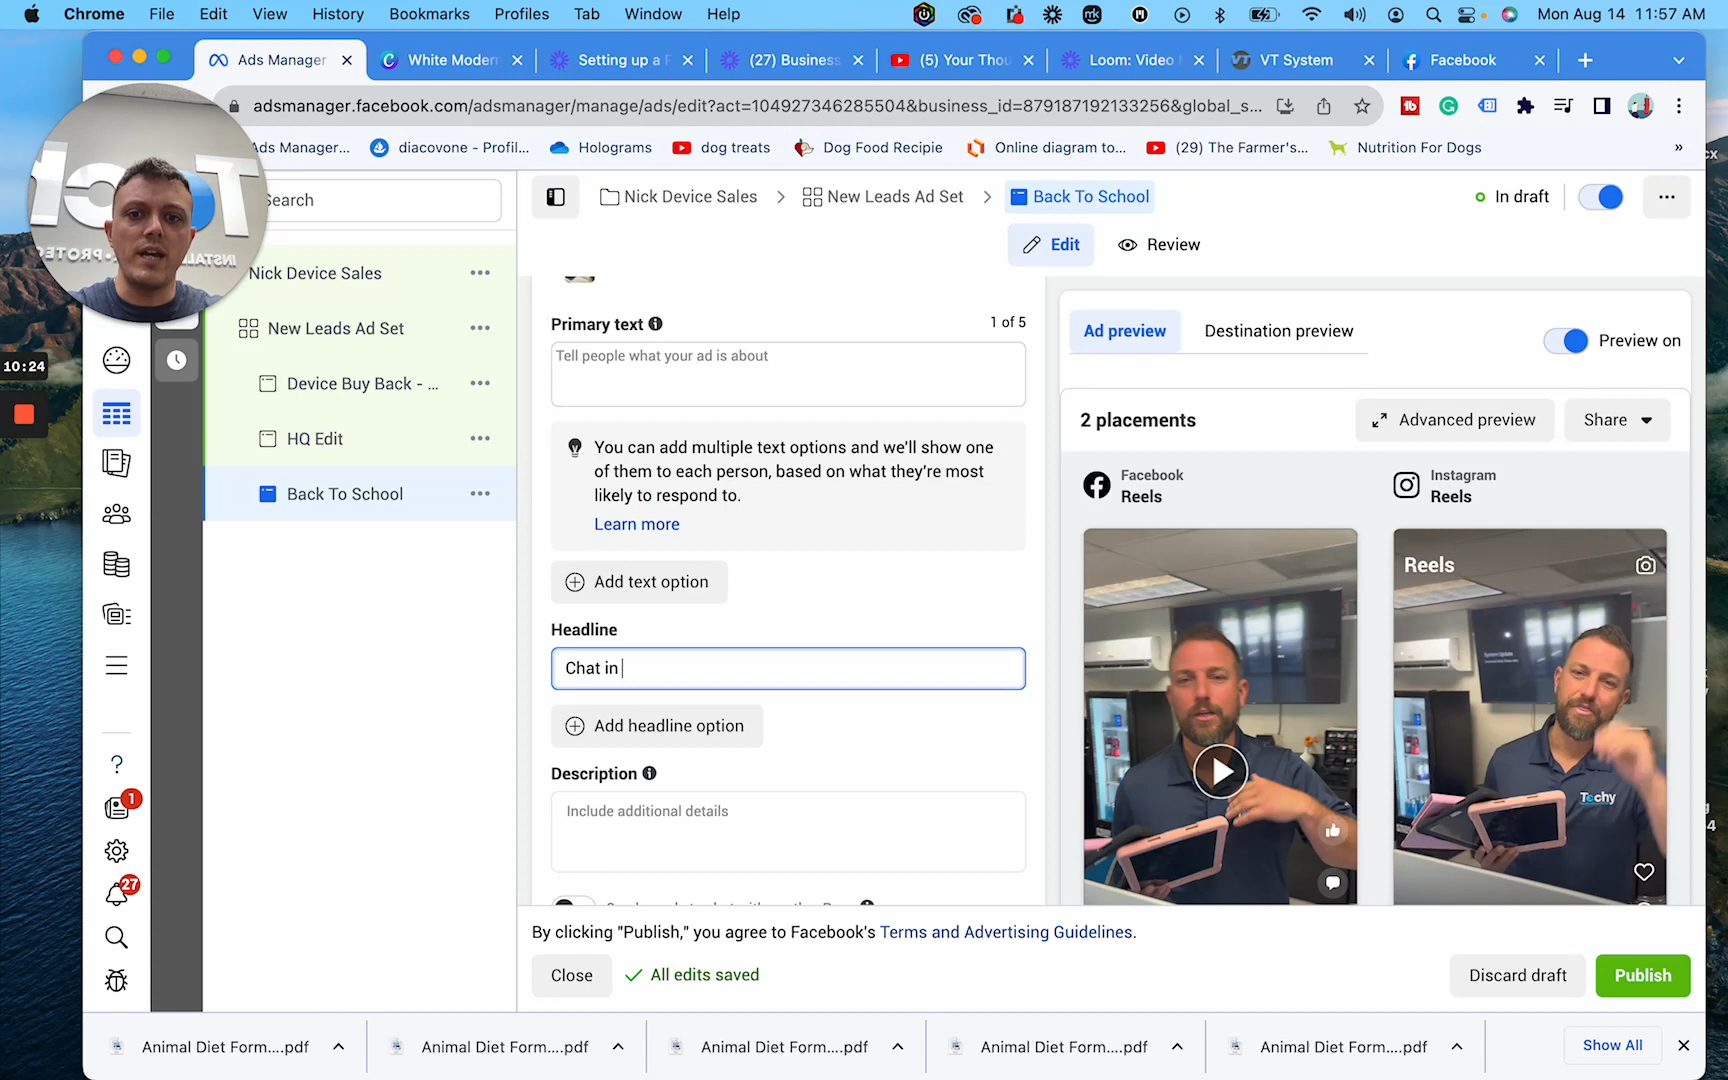 Chrome File Edit View History Bookmarks Profiles Tab Window Help Mon Aug 14 11:57 AM
Ads Manager White Modern Setting up a F (27) Business (5) Your Thou Loom: Video VT System Facebook
adsmanager.facebook.com/adsmanager/manage/ads/edit?act=104927346285504&business_id=879187192133256&global_s...
Ads Manager... diacovone - Profil... Holograms dog treats Dog Food Recipie Online diagram to... (29) The Farmer's... Nutrition For Dogs »
Search
Nick Device Sales > New Leads Ad Set > Back To School In draft
Edit Review
Nick Device Sales
New Leads Ad Set
Device Buy Back - ...
HQ Edit
Back To School
10:24
1
27
Primary text 1 of 5
Tell people what your ad is about
You can add multiple text options and we'll show one
of them to each person, based on what they're most
likely to respond to.
Learn more
Add text option
Headline
Chat in
Add headline option
Description
Include additional details
Ad preview Destination preview Preview on
2 placements Advanced preview Share
Facebook
Reels
Instagram
Reels
Reels
Techy
By clicking "Publish," you agree to Facebook's Terms and Advertising Guidelines.
Close All edits saved Discard draft Publish
Animal Diet Form....pdf Animal Diet Form....pdf Animal Diet Form....pdf Animal Diet Form....pdf Animal Diet Form....pdf Show All